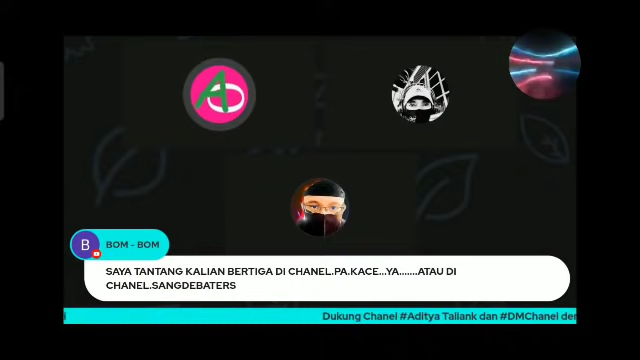 B BOM - BOM
SAYA TANTANG KALIAN BERTIGA DI CHANEL.PA.KACE...YA.......ATAU DI
CHANEL.SANGDEBATERS
Dukung Chanel #Aditya Taliank dan #DMChanel